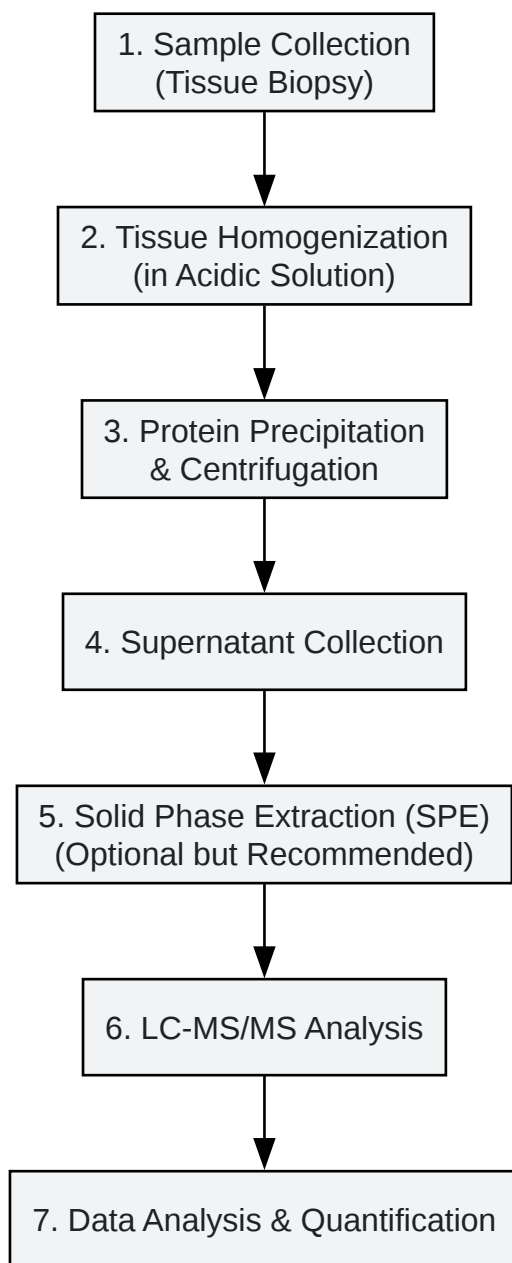 1. Sample Collection
(Tissue Biopsy)
2. Tissue Homogenization
(in Acidic Solution)
3. Protein Precipitation
& Centrifugation
4. Supernatant Collection
5. Solid Phase Extraction (SPE)
(Optional but Recommended)
6. LC-MS/MS Analysis
7. Data Analysis & Quantification